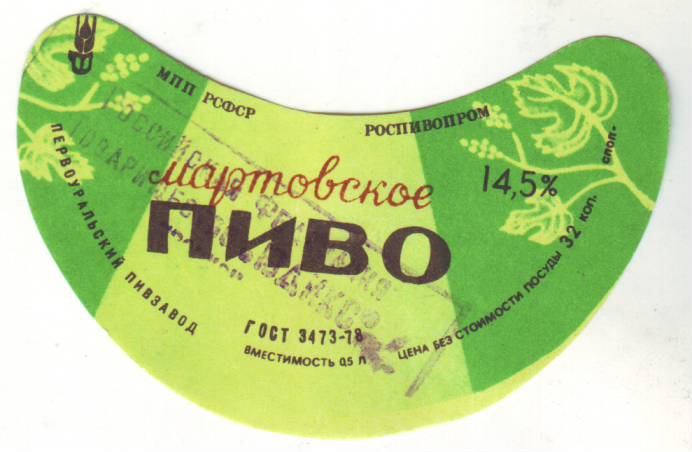 МПП РСФСР
РОСПИВОПРОМ
ПЕРВОУРАЛЬСКИЙ ПИВЗАВОД
мартовское
ПИВО
14,5%
ГОСТ 3473-78
ВМЕСТИМОСТЬ 0,5 Л
ЦЕНА БЕЗ СТОИМОСТИ ПОСУДЫ 32 КОП.